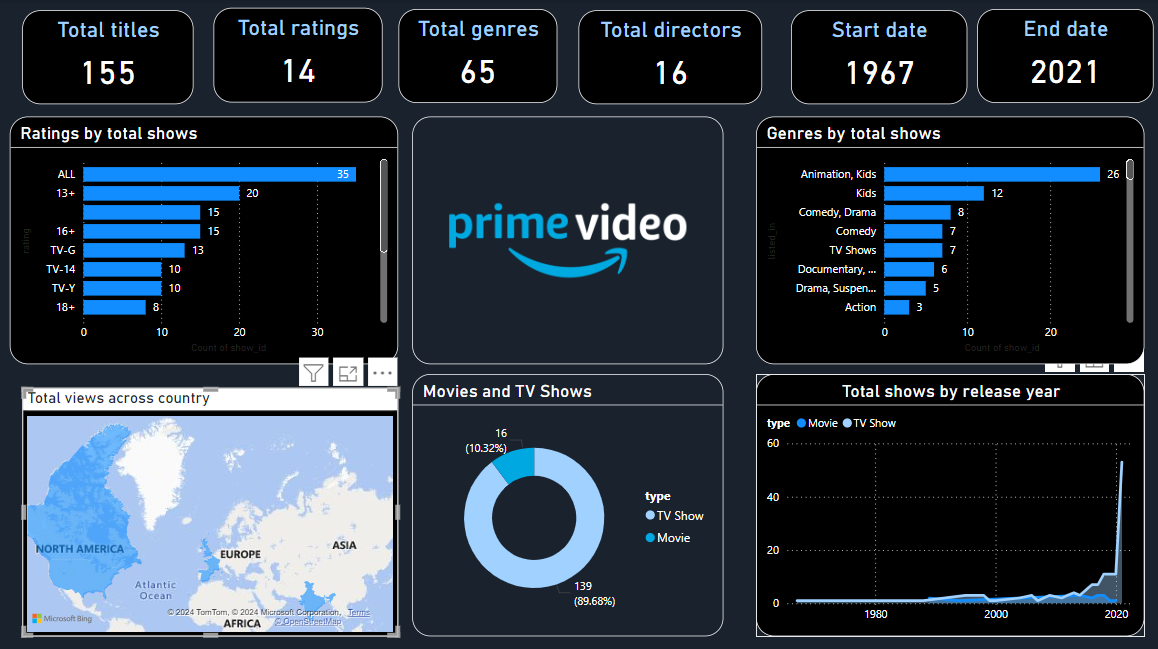 Total titles
155
Total ratings
14
Total genres
65
Total directors
16
Start date
1967
End date
2021
Ratings by total shows
rating
ALL 35
13+ 20
15
16+ 15
TV-G 13
TV-14 10
TV-Y 10
18+ 8
0 10 20 30
Count of show_id
prime video
Genres by total shows
listed_in
Animation, Kids 26
Kids 12
Comedy, Drama 8
Comedy 7
TV Shows 7
Documentary, ... 6
Drama, Suspen... 5
Action 3
0 10 20
Count of show_id
Total views across country
NORTH AMERICA
EUROPE
ASIA
Atlantic
Ocean
AFRICA
Microsoft Bing
© 2024 TomTom, © 2024 Microsoft Corporation, Terms
© OpenStreetMap
Movies and TV Shows
16
(10.32%)
139
(89.68%)
type
TV Show
Movie
Total shows by release year
type Movie TV Show
60
40
20
0
1980 2000 2020